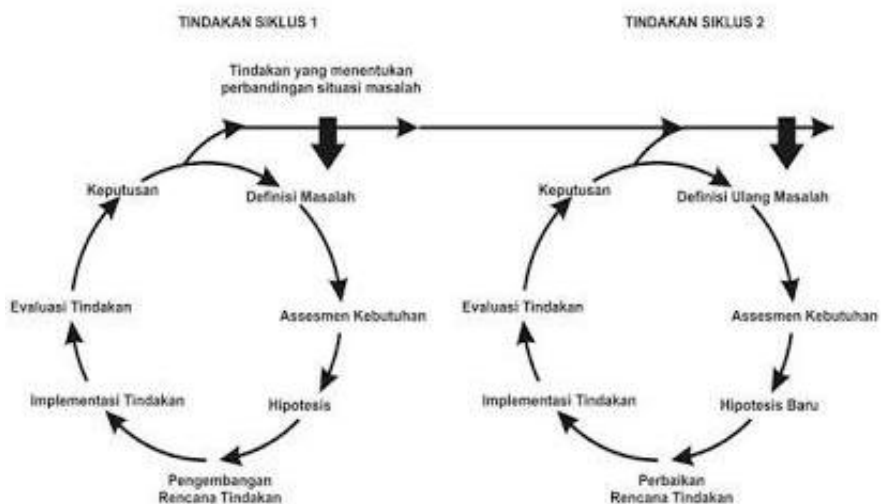 TINDAKAN SIKLUS 1
Tindakan yang menentukan
perbandingan situasi masalah
Keputusan
Definisi Masalah
Evaluasi Tindakan
Assesmen Kebutuhan
Implementasi Tindakan
Hipotesis
Pengembangan
Rencana Tindakan
TINDAKAN SIKLUS 2
Keputusan
Definisi Ulang Masalah
Evaluasi Tindakan
Assesmen Kebutuhan
Implementasi Tindakan
Hipotesis Baru
Perbaikan
Rencana Tindakan